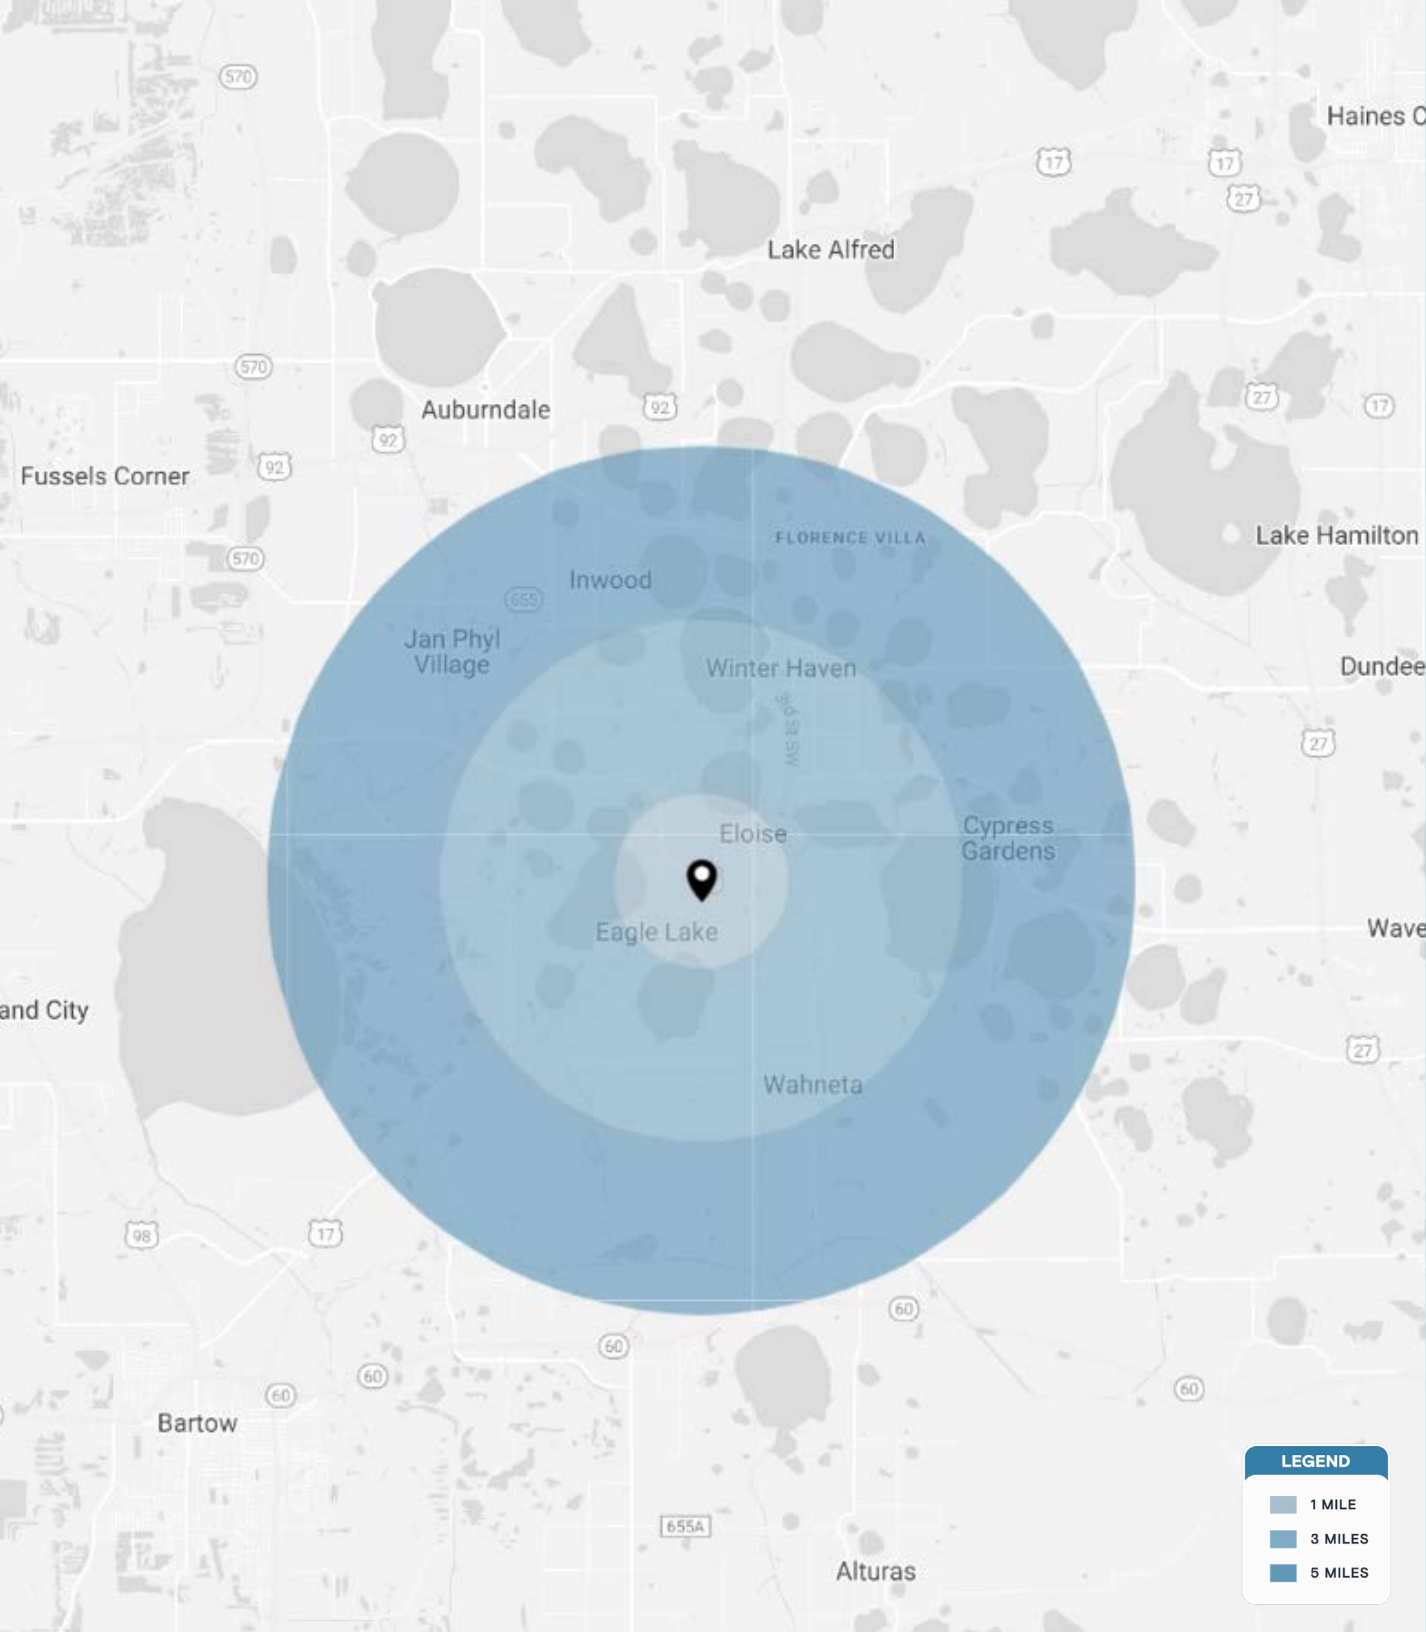 570
Haines C
17
17
27
Lake Alfred
570
27
92
17
Auburndale
92
92
Fussels Corner
Lake Hamilton
FLORENCE VILLA
570
Inwood
655
Jan Phyl
Village
Winter Haven
Dundee
3rd St SW
27
Cypress
Gardens
Eloise
Eagle Lake
Wave
and City
27
Wahneta
98
17
60
60
60
60
60
Bartow
LEGEND
1 MILE
3 MILES
5 MILES
655A
Alturas